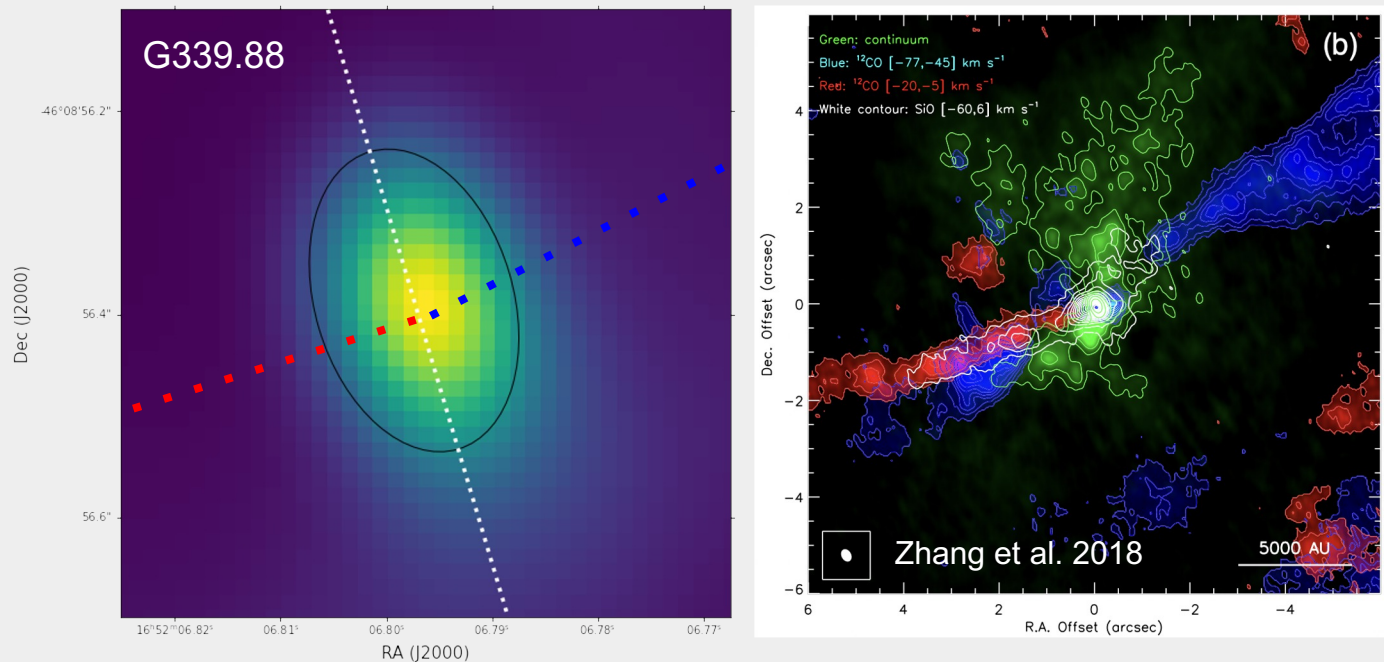 G339.88
-46°08'56.2"
56.4"
56.6"
Dec (J2000)
16ʰ52ᵐ06.82ˢ
06.81ˢ
06.80ˢ
06.79ˢ
06.78ˢ
06.77ˢ
RA (J2000)
(b)
Green: continuum
Blue: ¹²CO [-77,-45] km s⁻¹
Red: ¹²CO [-20,-5] km s⁻¹
White contour: SiO [-60,6] km s⁻¹
4
2
0
-2
-4
-6
Dec. Offset (arcsec)
Zhang et al. 2018
5000 AU
6
4
2
0
-2
-4
R.A. Offset (arcsec)